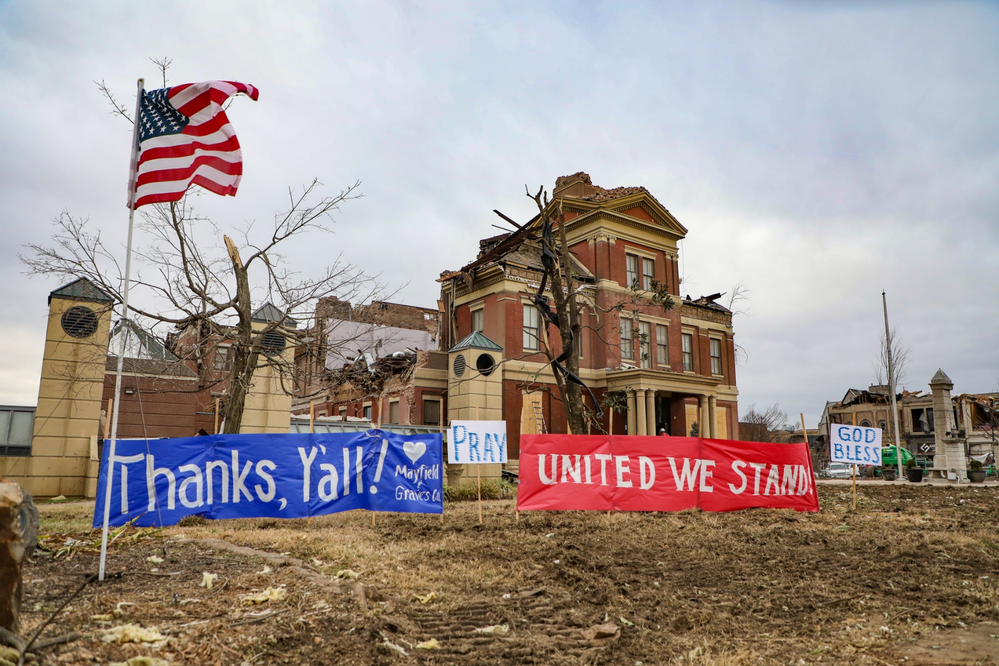 Thanks, Y'all!
Mayfield
&
Graves Co.
PRAY
UNITED WE STAND!
GOD
BLESS